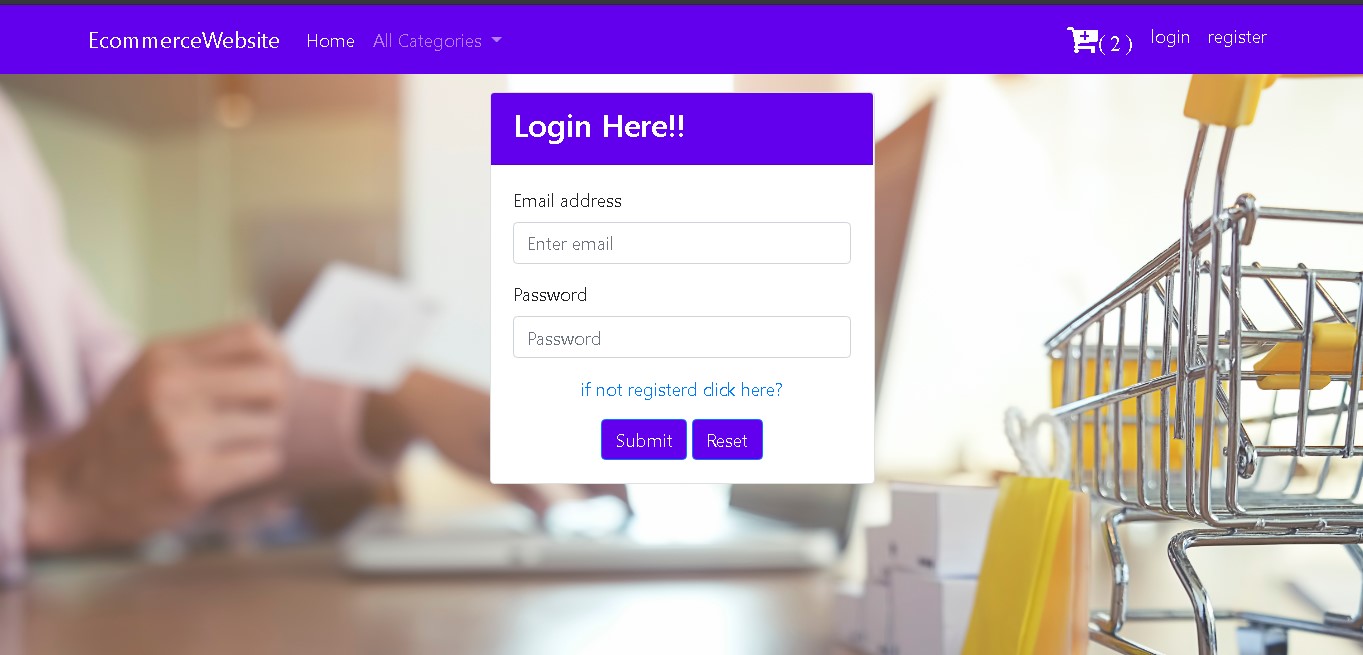 EcommerceWebsite Home All Categories ( 2 ) login register
Login Here!!
Email address
Enter email
Password
Password
if not registerd click here?
Submit Reset